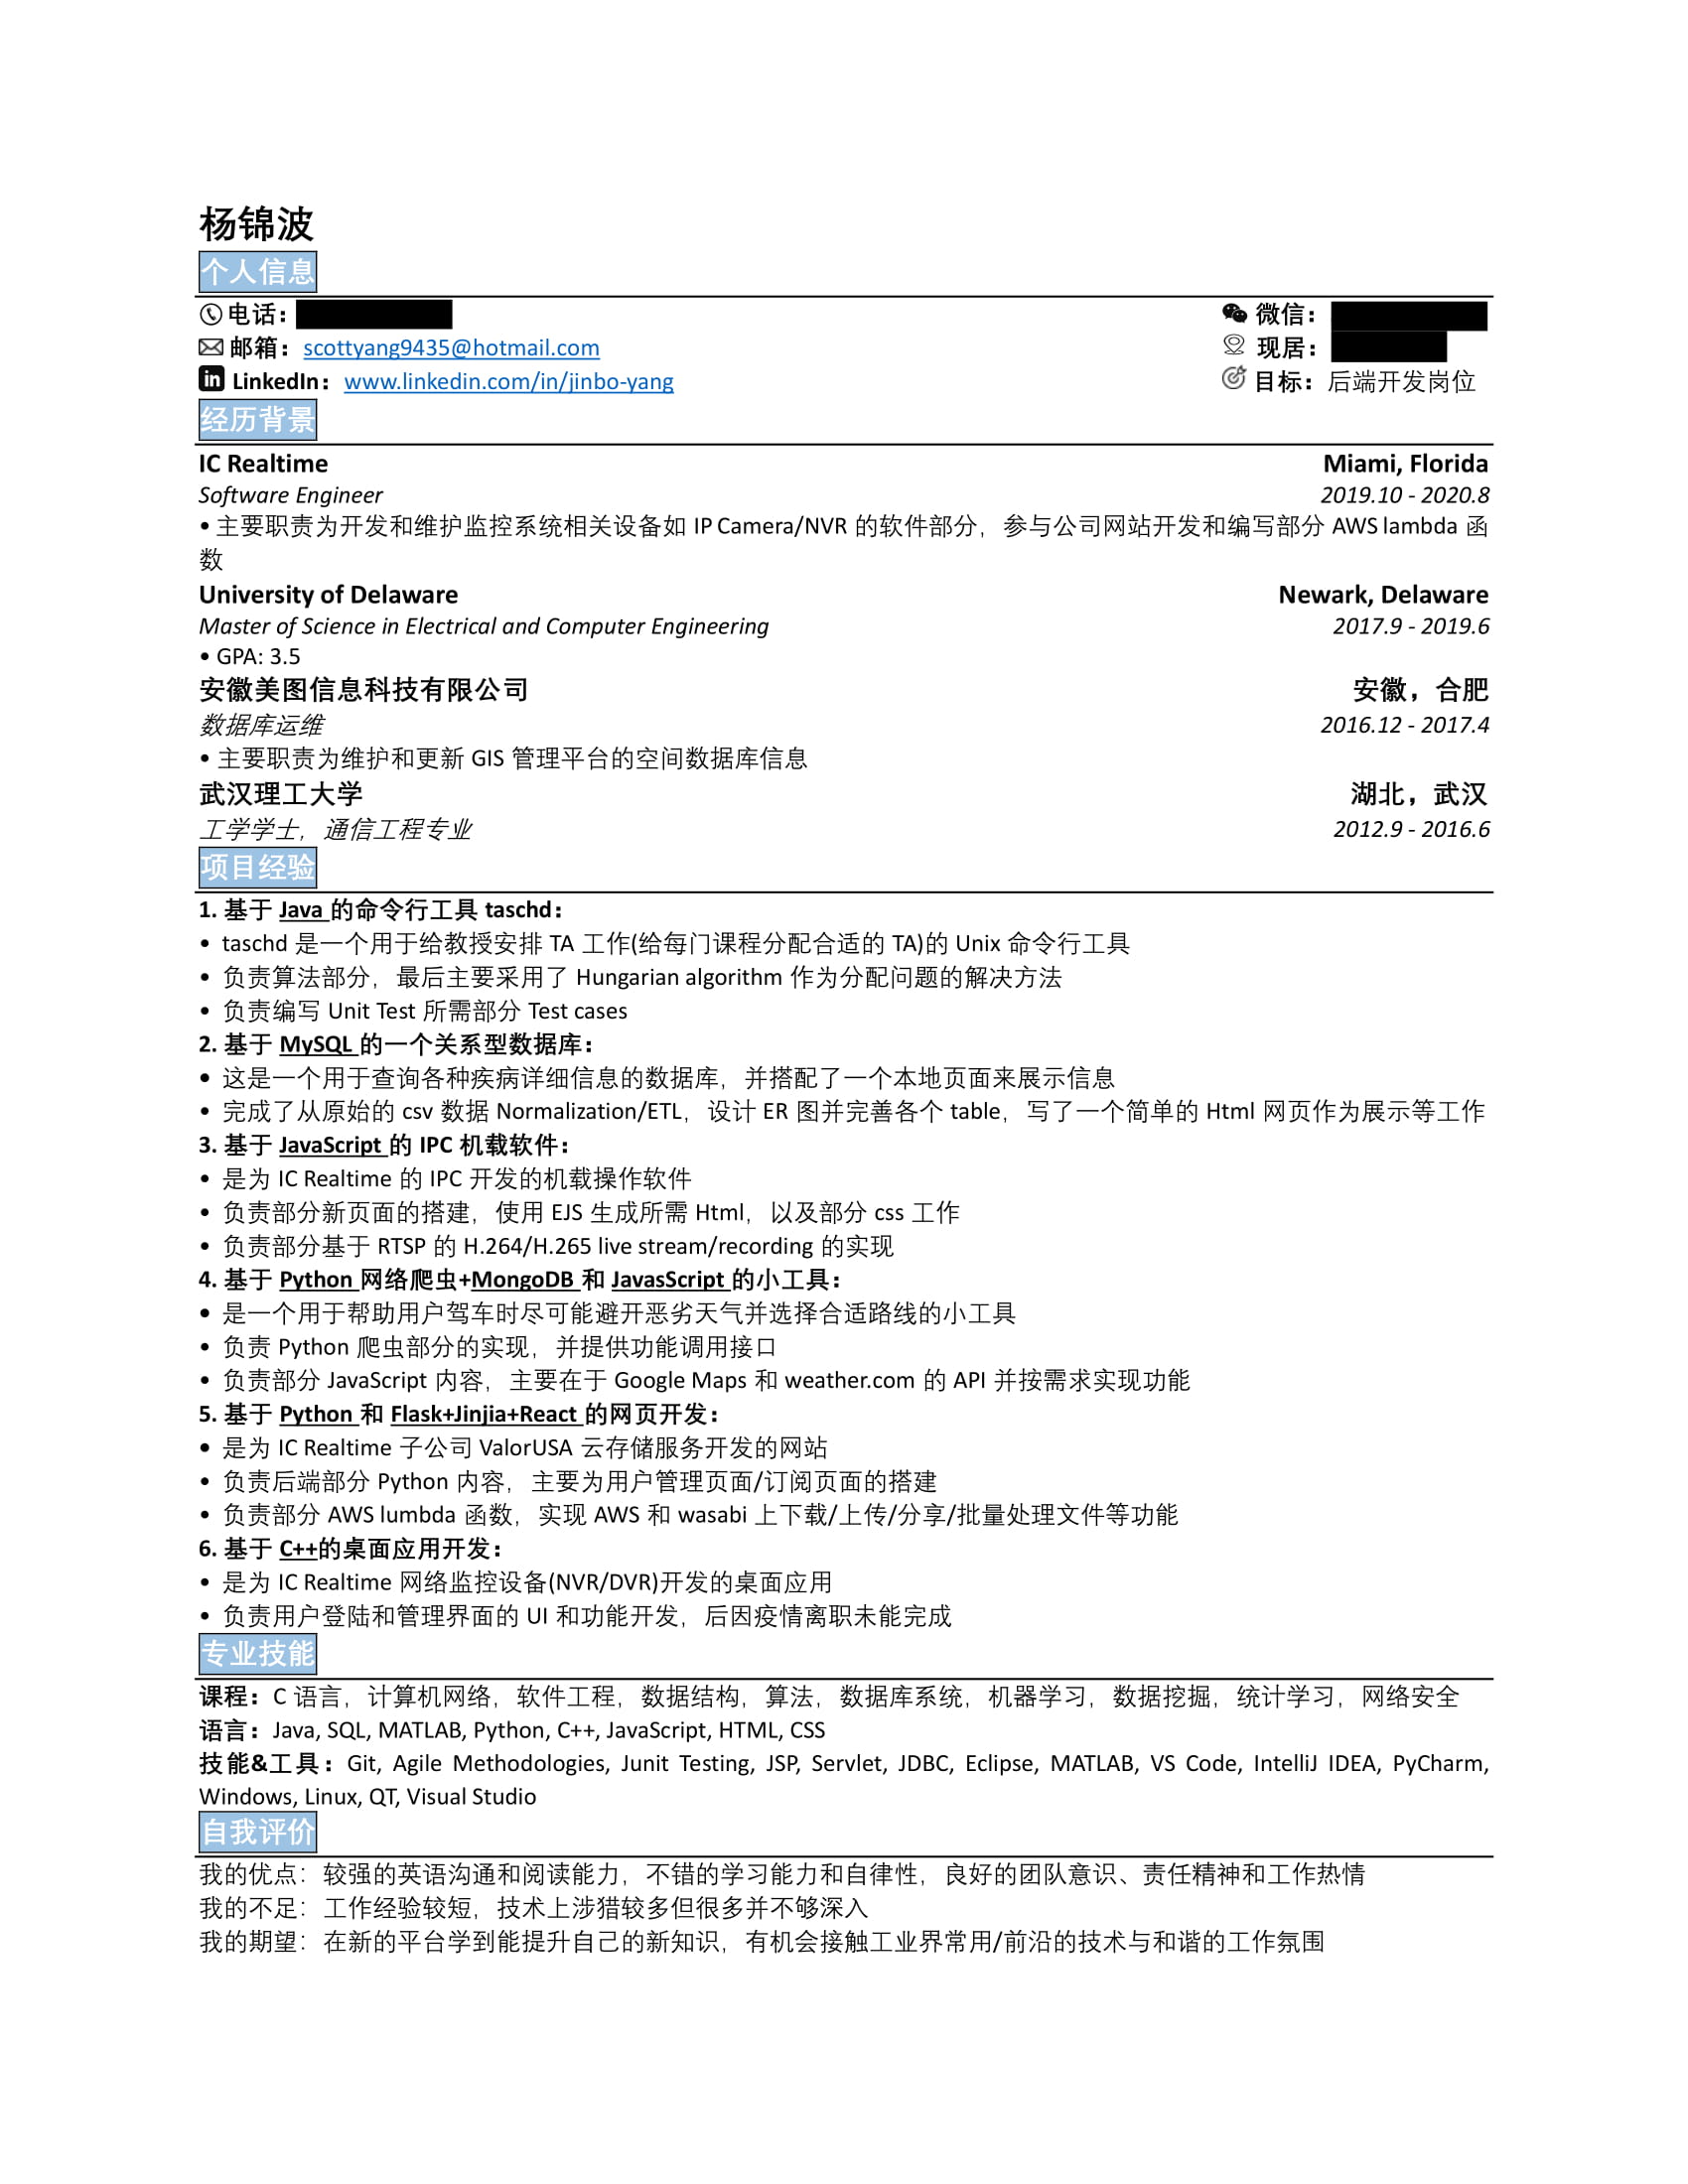 杨锦波
个人信息
电话： 微信：
邮箱：scottyang9435@hotmail.com 现居：
LinkedIn：www.linkedin.com/in/jinbo-yang 目标：后端开发岗位
经历背景
IC Realtime Miami, Florida
Software Engineer 2019.10 - 2020.8
• 主要职责为开发和维护监控系统相关设备如 IP Camera/NVR 的软件部分，参与公司网站开发和编写部分 AWS lambda 函
数
University of Delaware Newark, Delaware
Master of Science in Electrical and Computer Engineering 2017.9 - 2019.6
• GPA: 3.5
安徽美图信息科技有限公司 安徽，合肥
数据库运维 2016.12 - 2017.4
• 主要职责为维护和更新 GIS 管理平台的空间数据库信息
武汉理工大学 湖北，武汉
工学学士，通信工程专业 2012.9 - 2016.6
项目经验
1. 基于 Java 的命令行工具 taschd：
• taschd 是一个用于给教授安排 TA 工作(给每门课程分配合适的 TA)的 Unix 命令行工具
• 负责算法部分，最后主要采用了 Hungarian algorithm 作为分配问题的解决方法
• 负责编写 Unit Test 所需部分 Test cases
2. 基于 MySQL 的一个关系型数据库：
• 这是一个用于查询各种疾病详细信息的数据库，并搭配了一个本地页面来展示信息
• 完成了从原始的 csv 数据 Normalization/ETL，设计 ER 图并完善各个 table，写了一个简单的 Html 网页作为展示等工作
3. 基于 JavaScript 的 IPC 机载软件：
• 是为 IC Realtime 的 IPC 开发的机载操作软件
• 负责部分新页面的搭建，使用 EJS 生成所需 Html，以及部分 css 工作
• 负责部分基于 RTSP 的 H.264/H.265 live stream/recording 的实现
4. 基于 Python 网络爬虫+MongoDB 和 JavasScript 的小工具：
• 是一个用于帮助用户驾车时尽可能避开恶劣天气并选择合适路线的小工具
• 负责 Python 爬虫部分的实现，并提供功能调用接口
• 负责部分 JavaScript 内容，主要在于 Google Maps 和 weather.com 的 API 并按需求实现功能
5. 基于 Python 和 Flask+Jinjia+React 的网页开发：
• 是为 IC Realtime 子公司 ValorUSA 云存储服务开发的网站
• 负责后端部分 Python 内容，主要为用户管理页面/订阅页面的搭建
• 负责部分 AWS lumbda 函数，实现 AWS 和 wasabi 上下载/上传/分享/批量处理文件等功能
6. 基于 C++的桌面应用开发：
• 是为 IC Realtime 网络监控设备(NVR/DVR)开发的桌面应用
• 负责用户登陆和管理界面的 UI 和功能开发，后因疫情离职未能完成
专业技能
课程：C 语言，计算机网络，软件工程，数据结构，算法，数据库系统，机器学习，数据挖掘，统计学习，网络安全
语言：Java, SQL, MATLAB, Python, C++, JavaScript, HTML, CSS
技能&工具：Git, Agile Methodologies, Junit Testing, JSP, Servlet, JDBC, Eclipse, MATLAB, VS Code, IntelliJ IDEA, PyCharm,
Windows, Linux, QT, Visual Studio
自我评价
我的优点：较强的英语沟通和阅读能力，不错的学习能力和自律性，良好的团队意识、责任精神和工作热情
我的不足：工作经验较短，技术上涉猎较多但很多并不够深入
我的期望：在新的平台学到能提升自己的新知识，有机会接触工业界常用/前沿的技术与和谐的工作氛围